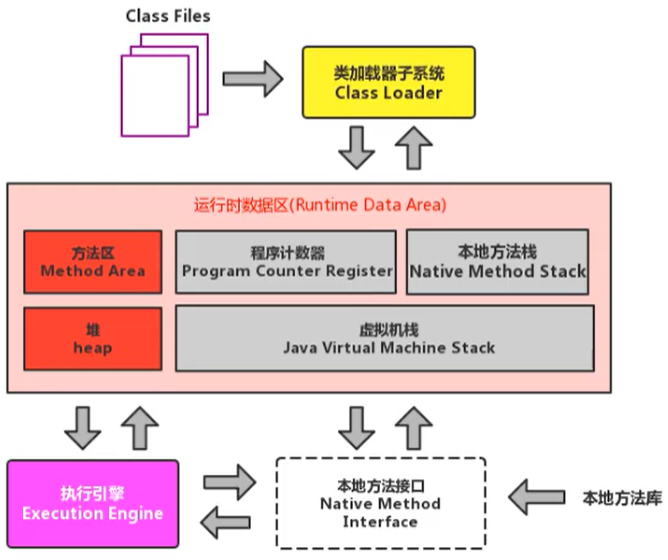 Class Files
类加载器子系统
Class Loader
运行时数据区(Runtime Data Area)
方法区
Method Area
程序计数器
Program Counter Register
本地方法栈
Native Method Stack
堆
heap
虚拟机栈
Java Virtual Machine Stack
执行引擎
Execution Engine
本地方法接口
Native Method
Interface
本地方法库